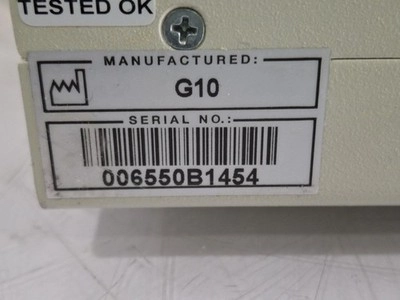 TESTED OK
MANUFACTURED:
G10
SERIAL NO.:
006550B1454